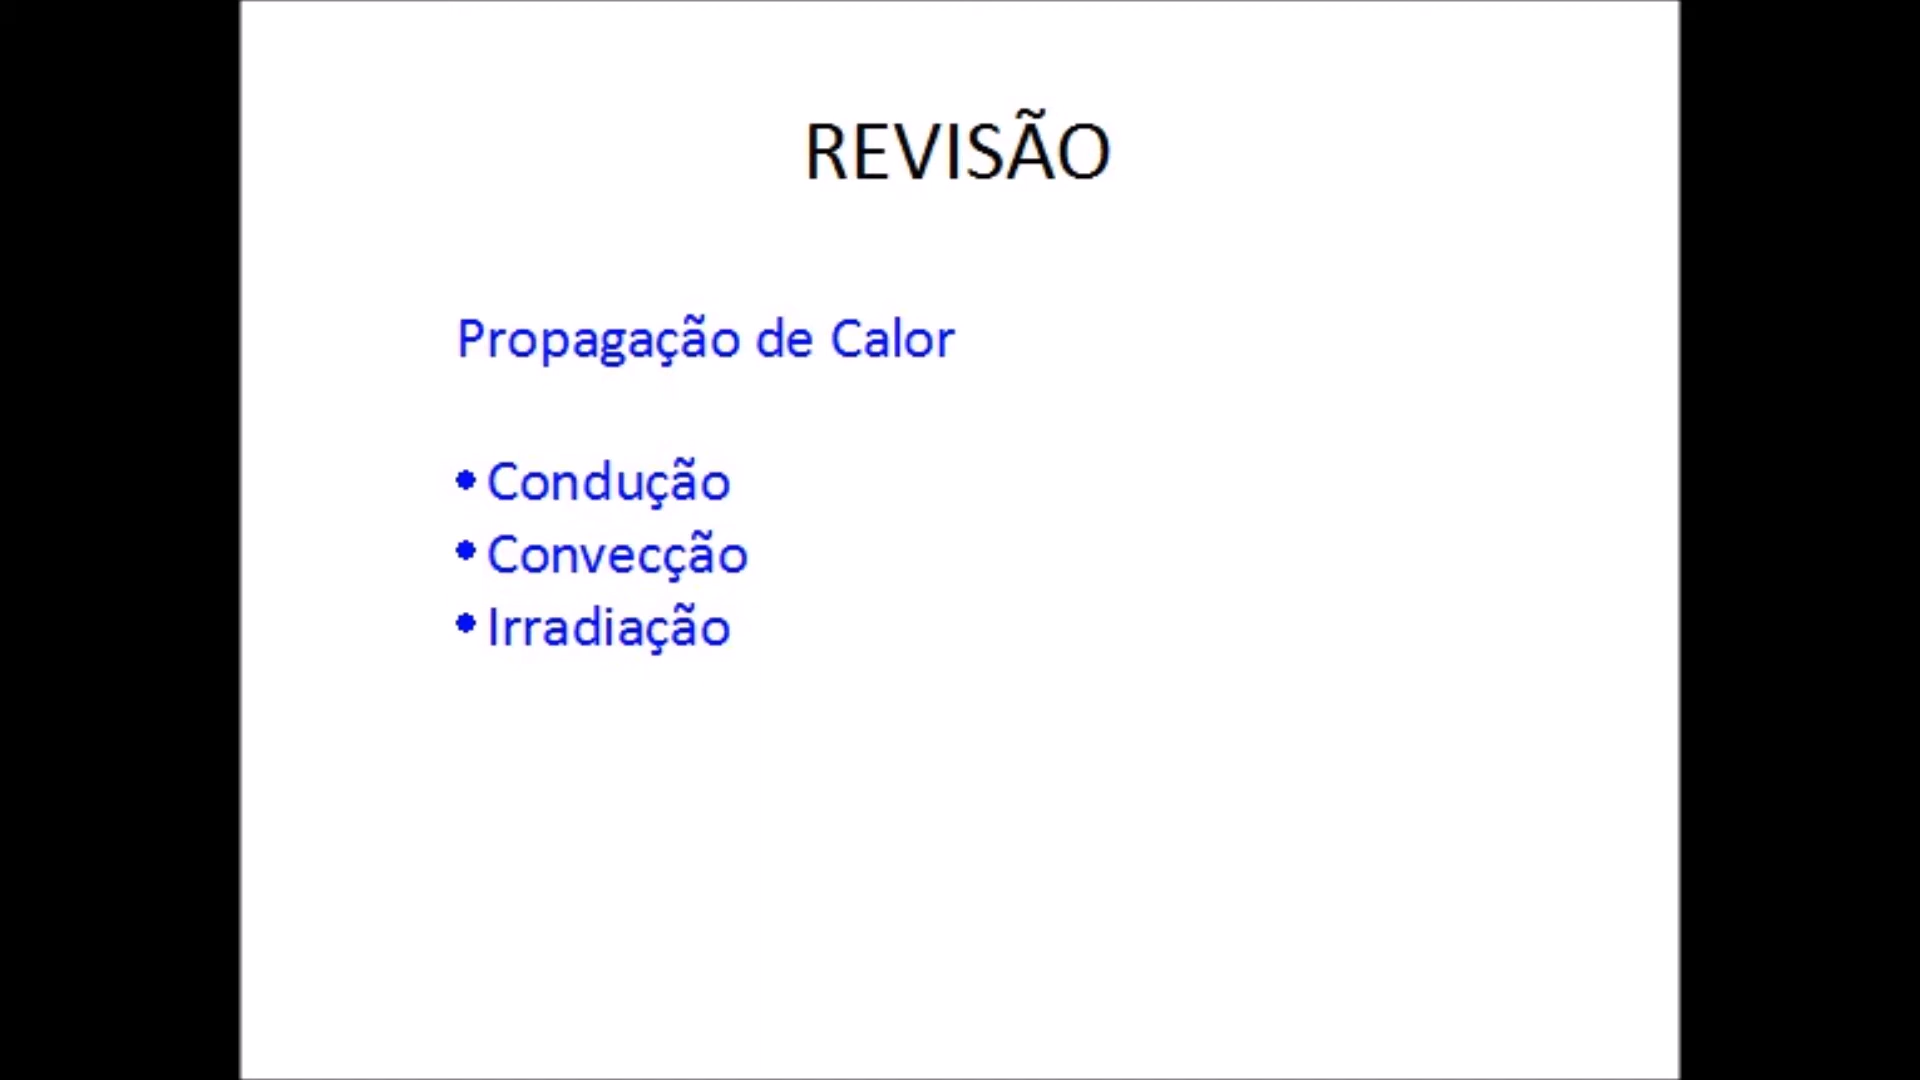 REVISÃO
Propagação de Calor
• Condução
• Convecção
• Irradiação